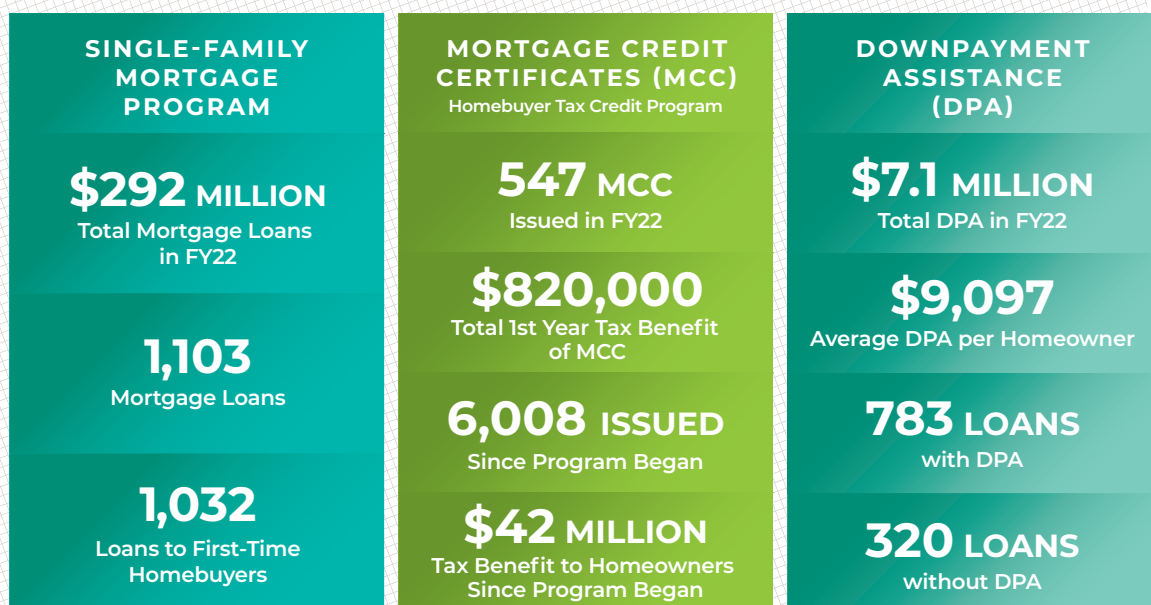 SINGLE-FAMILY
MORTGAGE
PROGRAM
$292 MILLION
Total Mortgage Loans
in FY22
1,103
Mortgage Loans
1,032
Loans to First-Time
Homebuyers
MORTGAGE CREDIT
CERTIFICATES (MCC)
Homebuyer Tax Credit Program
547 MCC
Issued in FY22
$820,000
Total 1st Year Tax Benefit
of MCC
6,008 ISSUED
Since Program Began
$42 MILLION
Tax Benefit to Homeowners
Since Program Began
DOWNPAYMENT
ASSISTANCE
(DPA)
$7.1 MILLION
Total DPA in FY22
$9,097
Average DPA per Homeowner
783 LOANS
with DPA
320 LOANS
without DPA